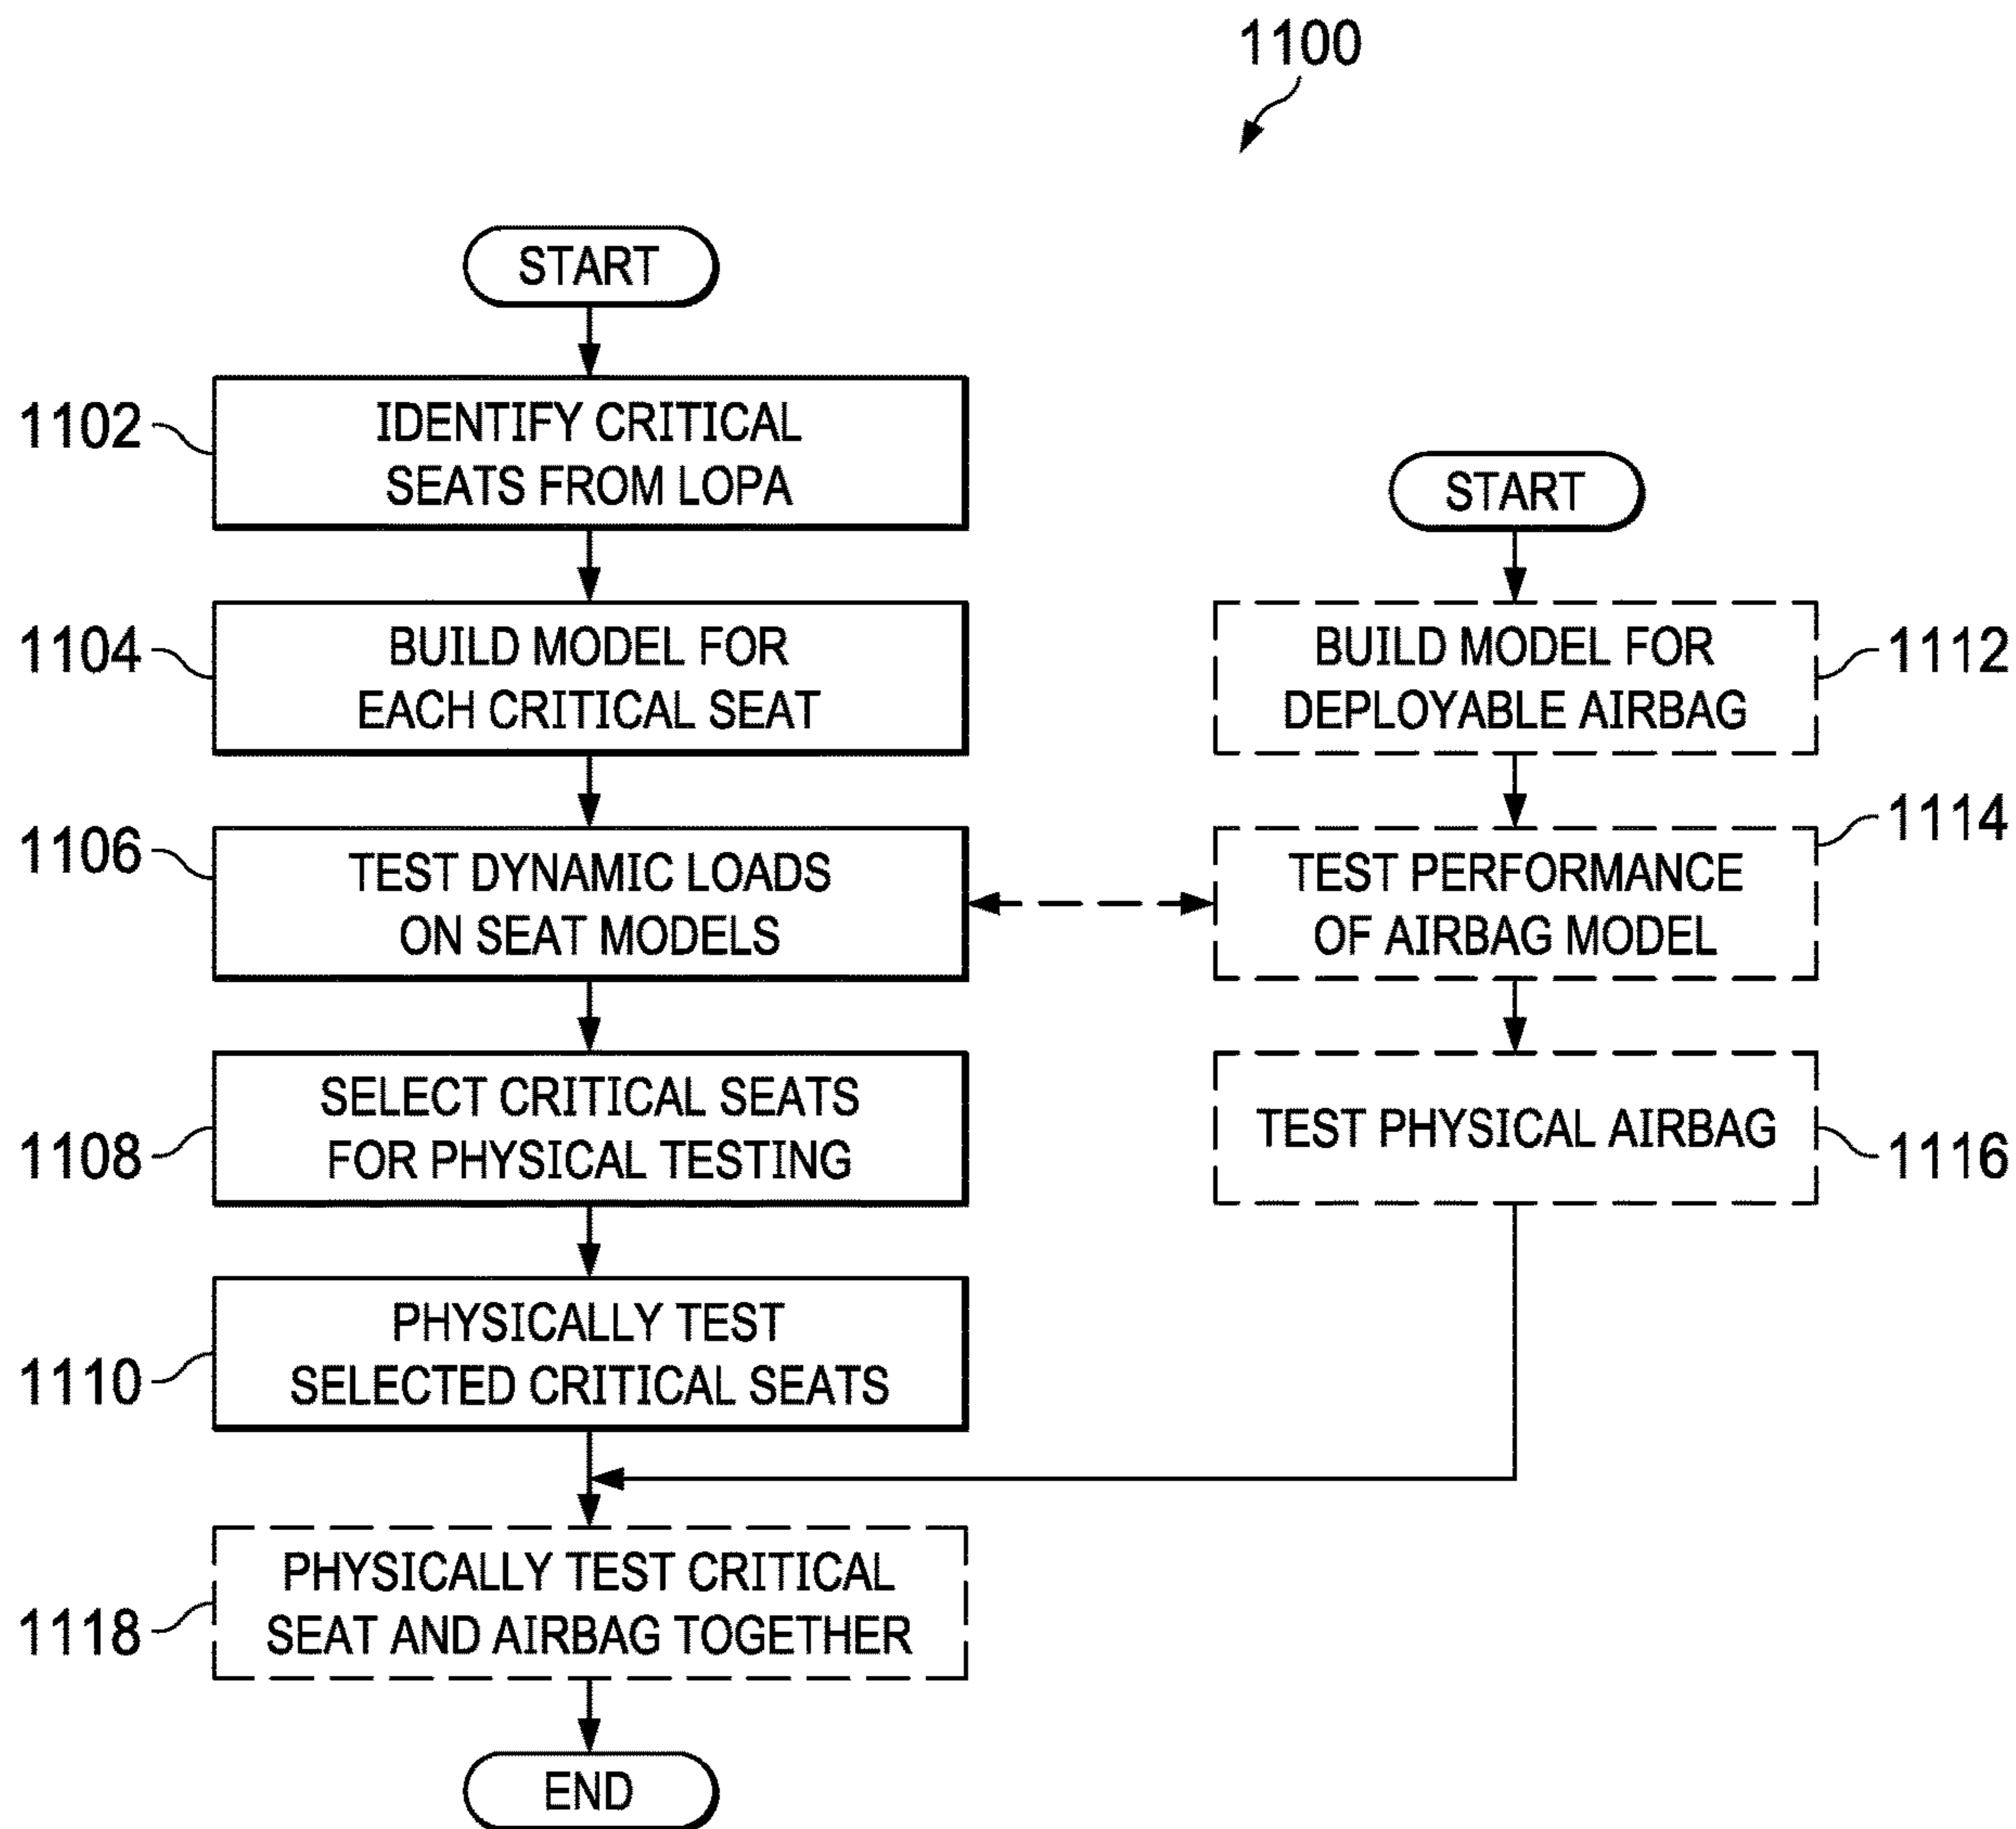 1100
START
1102
IDENTIFY CRITICAL
SEATS FROM LOPA
1104
BUILD MODEL FOR
EACH CRITICAL SEAT
1106
TEST DYNAMIC LOADS
ON SEAT MODELS
1108
SELECT CRITICAL SEATS
FOR PHYSICAL TESTING
1110
PHYSICALLY TEST
SELECTED CRITICAL SEATS
START
BUILD MODEL FOR
DEPLOYABLE AIRBAG
1112
TEST PERFORMANCE
OF AIRBAG MODEL
1114
TEST PHYSICAL AIRBAG
1116
1118
PHYSICALLY TEST CRITICAL
SEAT AND AIRBAG TOGETHER
END